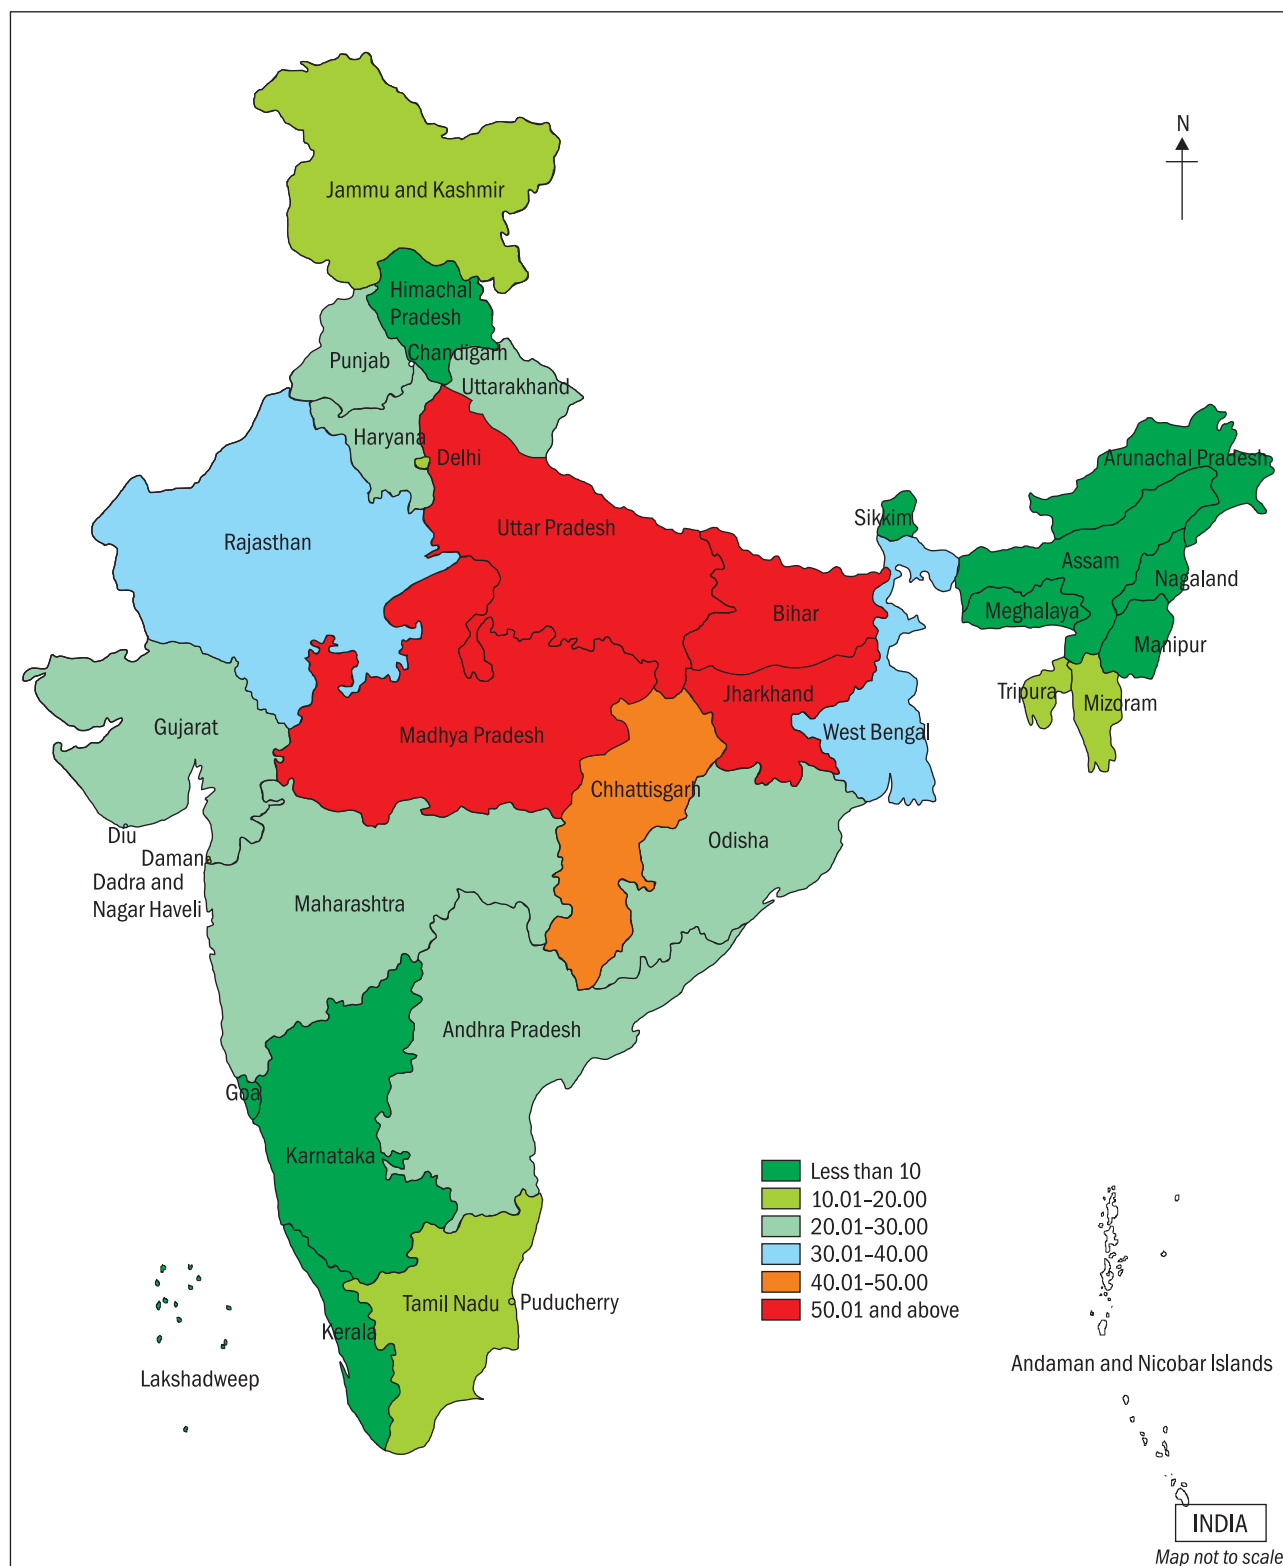 N
Jammu and Kashmir
Himachal
Pradesh
Chandigarh
Punjab
Uttarakhand
Haryana
Delhi
Arunachal Pradesh
Sikkim
Uttar Pradesh
Rajasthan
Assam
Nagaland
Meghalaya
Bihar
Manipur
Tripura
Jharkhand
Mizoram
Gujarat
Madhya Pradesh
West Bengal
Chhattisgarh
Diu
Odisha
Daman
Dadra and
Nagar Haveli
Maharashtra
Andhra Pradesh
Goa
Karnataka
Less than 10
10.01–20.00
20.01–30.00
30.01–40.00
40.01–50.00
50.01 and above
Tamil Nadu
Puducherry
Kerala
Lakshadweep
Andaman and Nicobar Islands
INDIA
Map not to scale